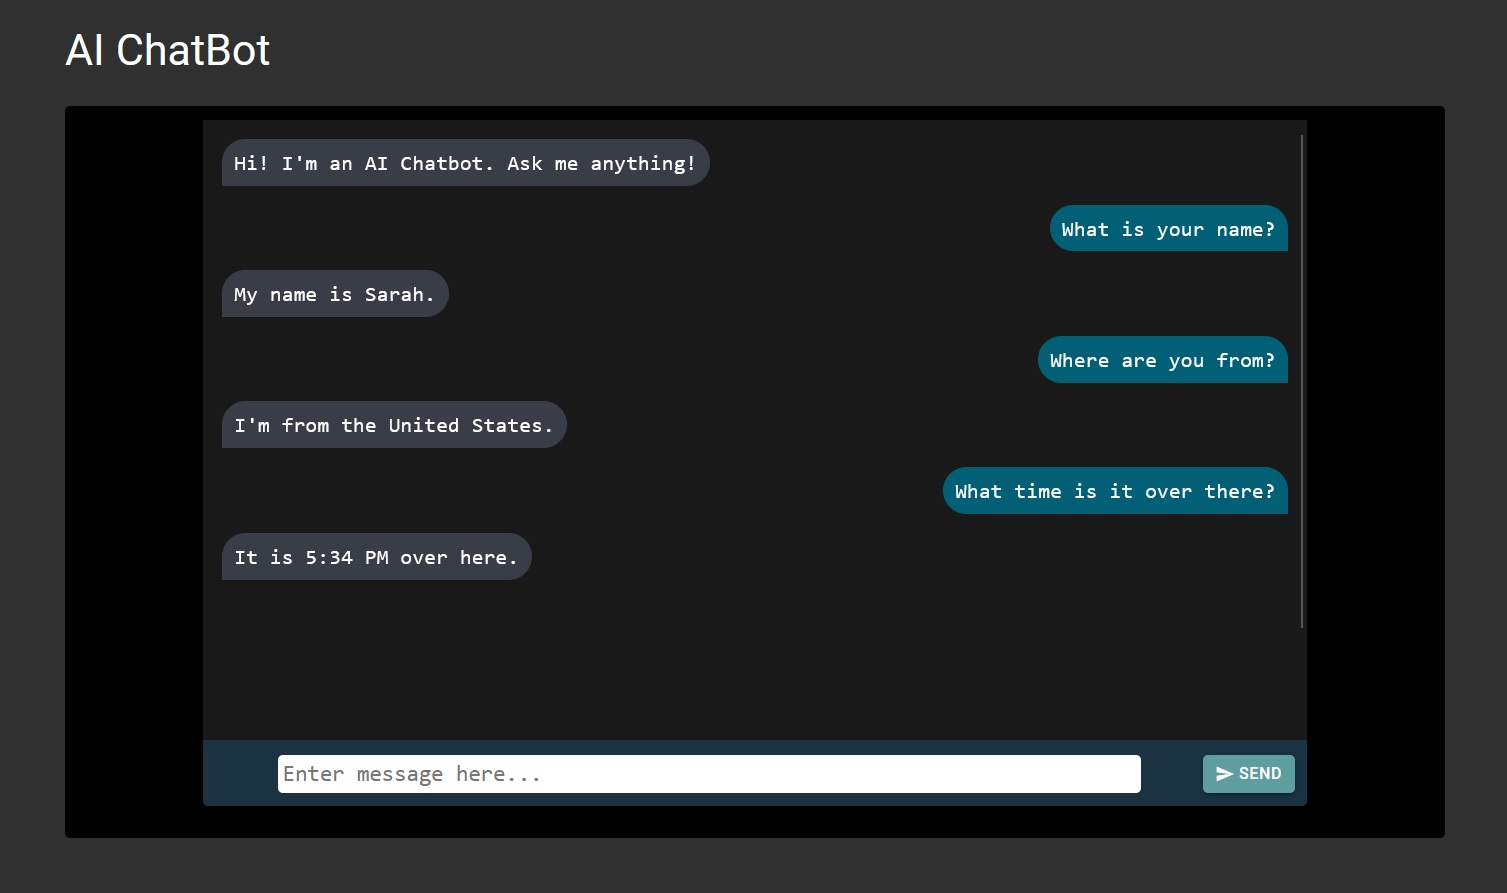 AI ChatBot
Hi! I'm an AI Chatbot. Ask me anything!
What is your name?
My name is Sarah.
Where are you from?
I'm from the United States.
What time is it over there?
It is 5:34 PM over here.
Enter message here...
SEND